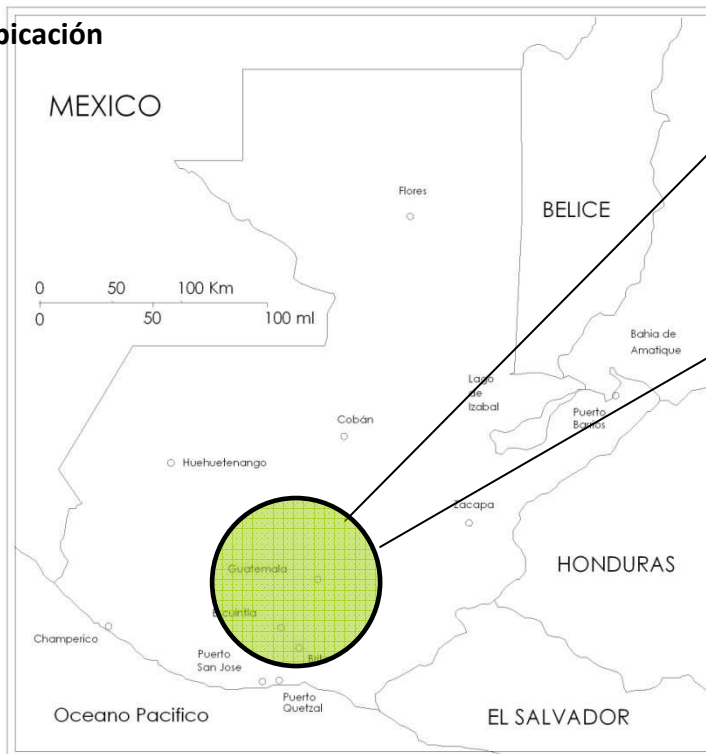 bicación
MEXICO
Flores
BELICE
0 50 100 Km
0 50 100 ml
Bahia de
Amatique
Lago
de
Izabal
Puerto
Barrios
Cobán
Huehuetenango
Zacapa
Guatemala
HONDURAS
Escuintla
Champerico
Puerto
San Jose
Puerto
Quetzal
Oceano Pacifico
EL SALVADOR